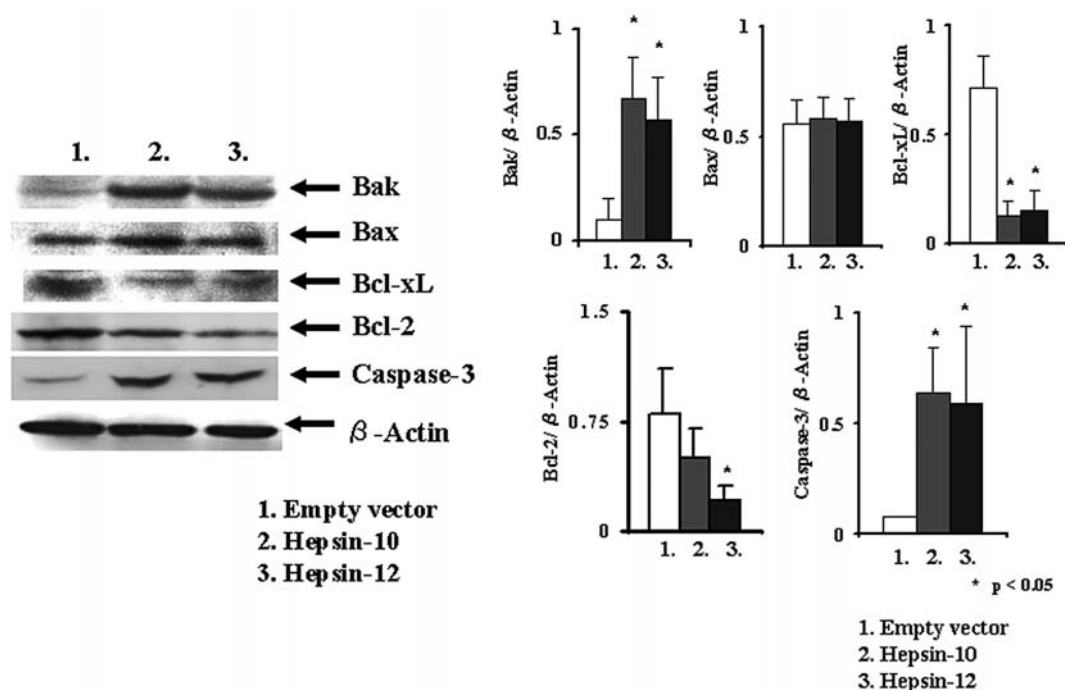 1. 2. 3.
Bak
Bax
Bcl-xL
Bcl-2
Caspase-3
β-Actin
1. Empty vector
2. Hepsin-10
3. Hepsin-12
Bak/ β-Actin
1
0.5
0
* *
1. 2. 3.
Bax/ β-Actin
1
0.5
0
1. 2. 3.
Bcl-xL/ β-Actin
1
0.5
0
* *
1. 2. 3.
Bcl-2/ β-Actin
1.5
0.75
0
*
1. 2. 3.
Caspase-3/ β-Actin
1
0.5
0
* *
1. 2. 3.
* p < 0.05
1. Empty vector
2. Hepsin-10
3. Hepsin-12